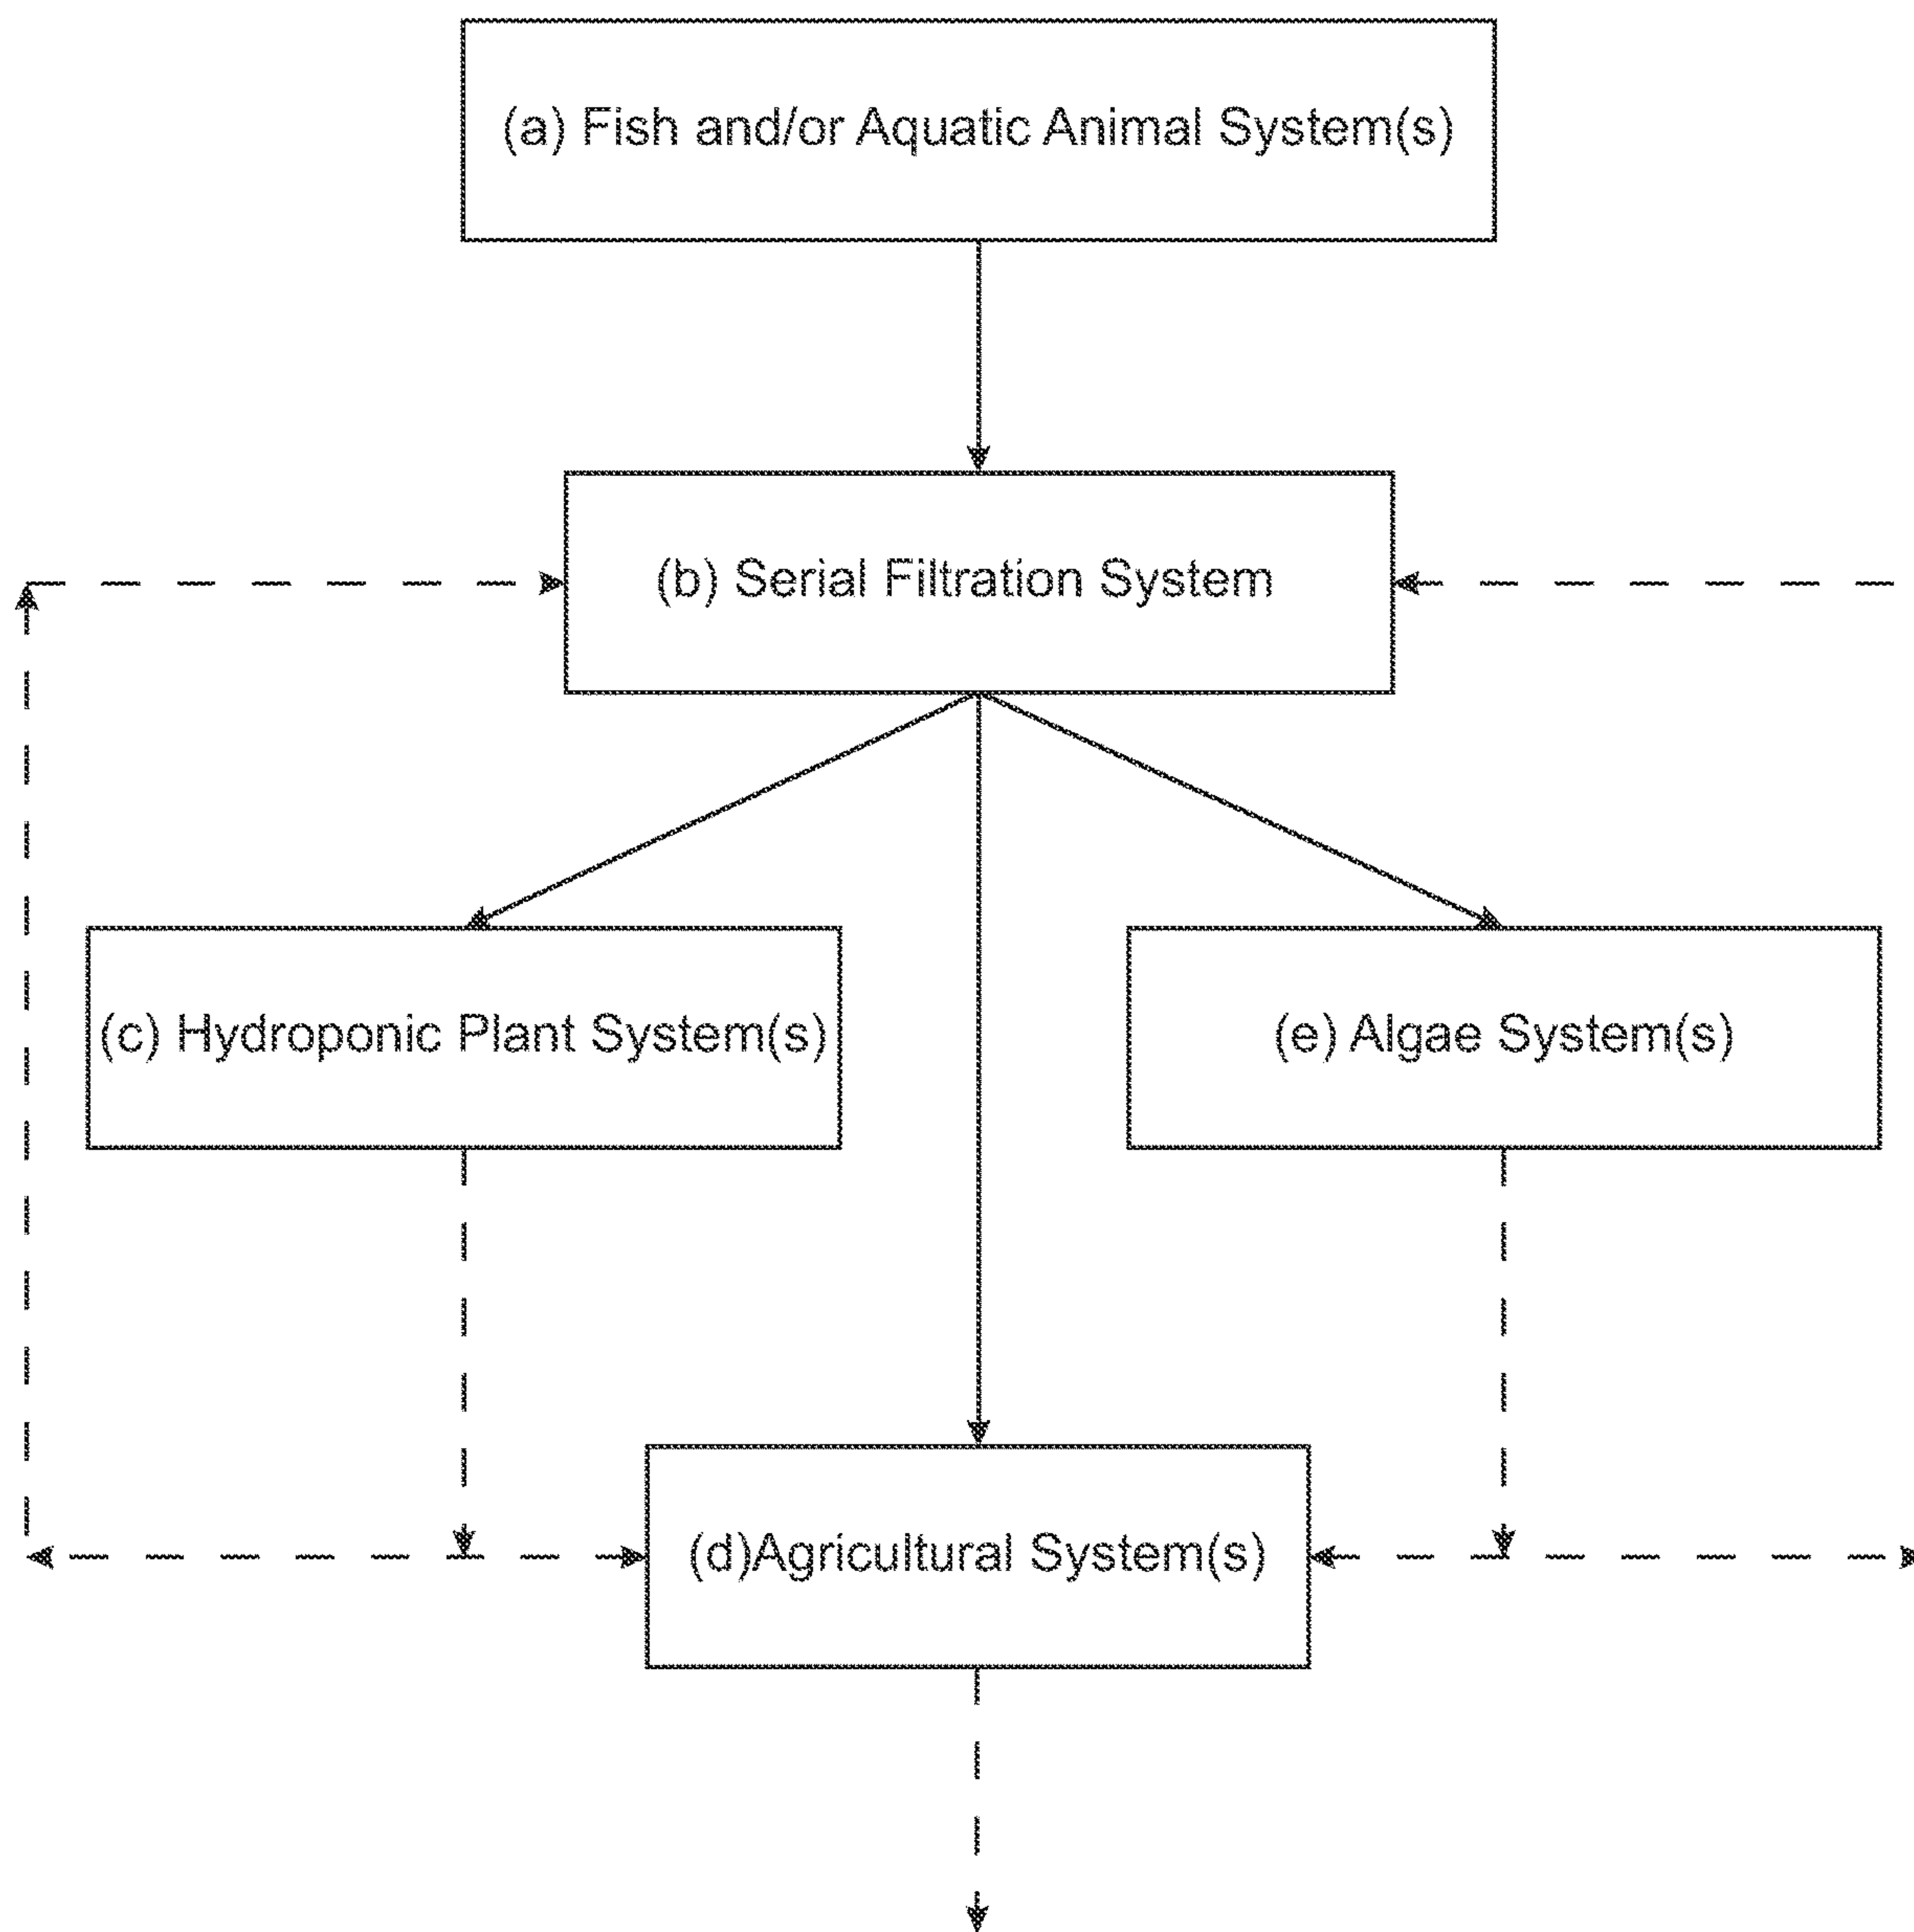 (a) Fish and/or Aquatic Animal System(s)
(b) Serial Filtration System
(c) Hydroponic Plant System(s)
(e) Algae System(s)
(d)Agricultural System(s)